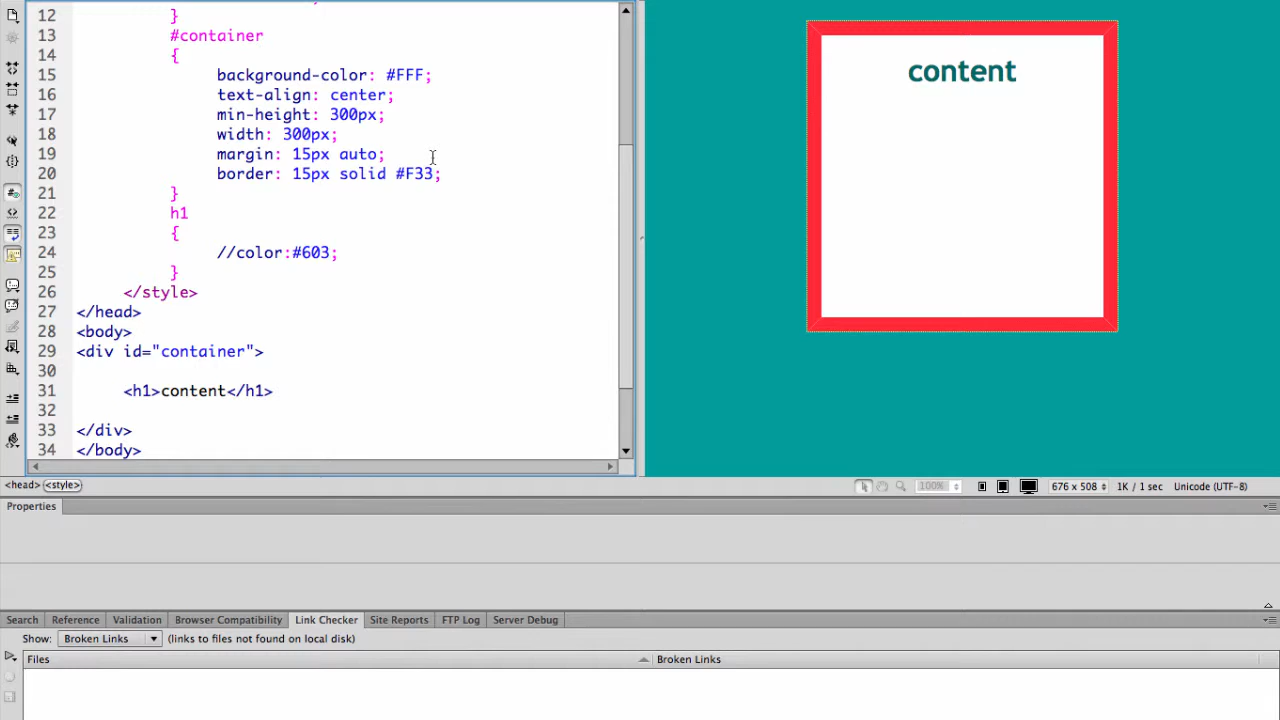 12 }
13 #container
14 {
15 background-color: #FFF;
16 text-align: center;
17 min-height: 300px;
18 width: 300px;
19 margin: 15px auto;
20 border: 15px solid #F33;
21 }
22 h1
23 {
24 //color:#603;
25 }
26 </style>
27 </head>
28 <body>
29 <div id="container">
30
31 <h1>content</h1>
32
33 </div>
34 </body>
content
<head> <style>
100% 676 x 508 1K / 1 sec Unicode (UTF-8)
Properties
Search Reference Validation Browser Compatibility Link Checker Site Reports FTP Log Server Debug
Show: Broken Links (links to files not found on local disk)
Files Broken Links